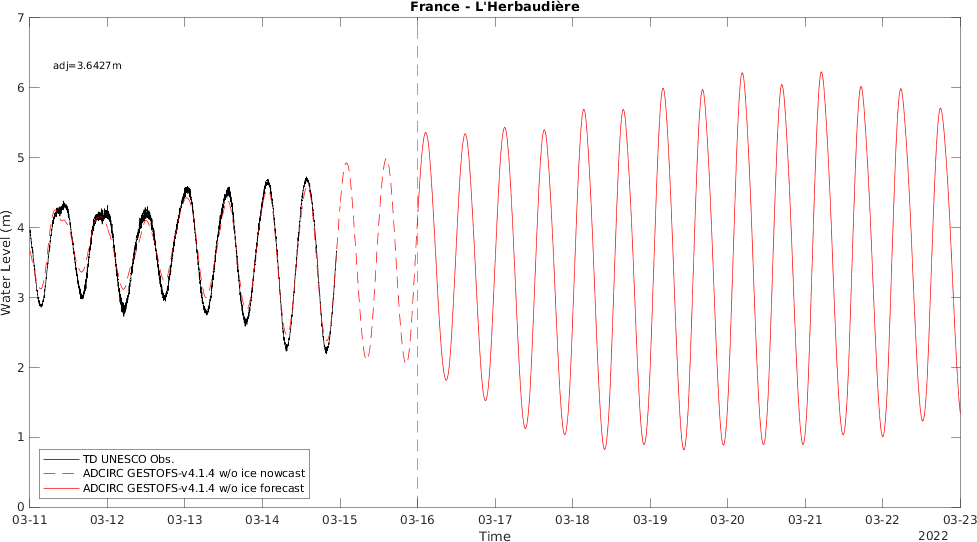 France - L'Herbaudière
7
6
5
4
3
2
1
0
Water Level (m)
adj=3.6427m
TD UNESCO Obs.
ADCIRC GESTOFS-v4.1.4 w/o ice nowcast
ADCIRC GESTOFS-v4.1.4 w/o ice forecast
03-11 03-12 03-13 03-14 03-15 03-16 03-17 03-18 03-19 03-20 03-21 03-22 03-23
Time
2022